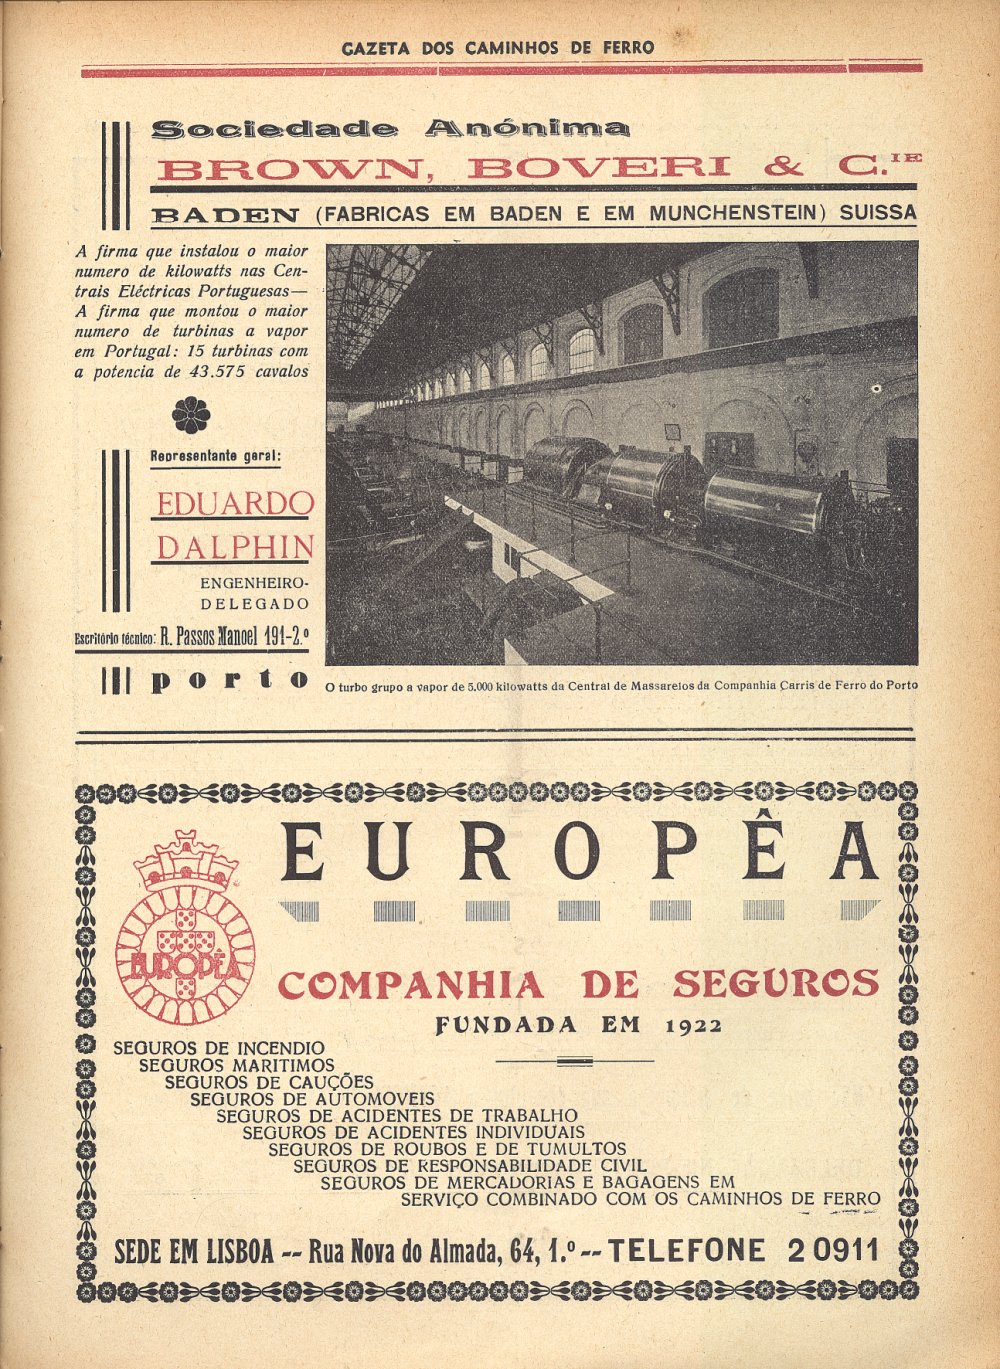 GAZETA DOS CAMINHOS DE FERRO
Sociedade Anónima
BROWN, BOVERI & C.IE
BADEN (FABRICAS EM BADEN E EM MUNCHENSTEIN) SUISSA
A firma que instalou o maior
numero de kilowatts nas Cen-
trais Eléctricas Portuguesas—
A firma que montou o maior
numero de turbinas a vapor
em Portugal: 15 turbinas com
a potencia de 43.575 cavalos
Representante geral:
EDUARDO
DALPHIN
ENGENHEIRO-
DELEGADO
Escritório técnico: R. Passos Manoel 191-2.º
porto
O turbo grupo a vapor de 5.000 kilowatts da Central de Massarelos da Companhia Carris de Ferro do Porto
EUROPÊA
EUROPÊA
COMPANHIA DE SEGUROS
FUNDADA EM 1922
SEGUROS DE INCENDIO
SEGUROS MARITIMOS
SEGUROS DE CAUÇÕES
SEGUROS DE AUTOMOVEIS
SEGUROS DE ACIDENTES DE TRABALHO
SEGUROS DE ACIDENTES INDIVIDUAIS
SEGUROS DE ROUBOS E DE TUMULTOS
SEGUROS DE RESPONSABILIDADE CIVIL
SEGUROS DE MERCADORIAS E BAGAGENS EM
SERVIÇO COMBINADO COM OS CAMINHOS DE FERRO
SEDE EM LISBOA -- Rua Nova do Almada, 64, 1.º -- TELEFONE 2 0911